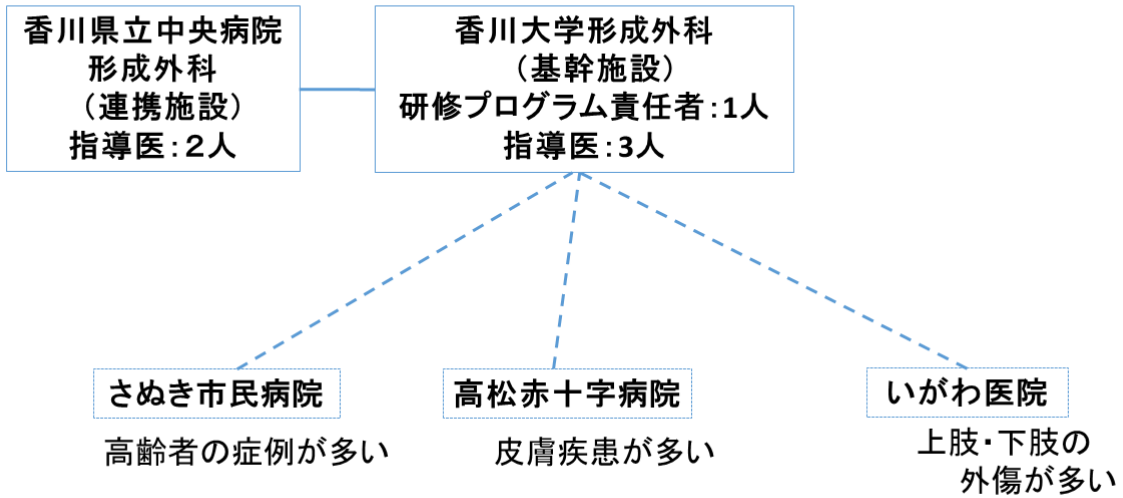 香川県立中央病院
形成外科
（連携施設）
指導医：２人
香川大学形成外科
（基幹施設）
研修プログラム責任者：1人
指導医：3人
さぬき市民病院
高齢者の症例が多い
高松赤十字病院
皮膚疾患が多い
いがわ医院
上肢・下肢の
外傷が多い